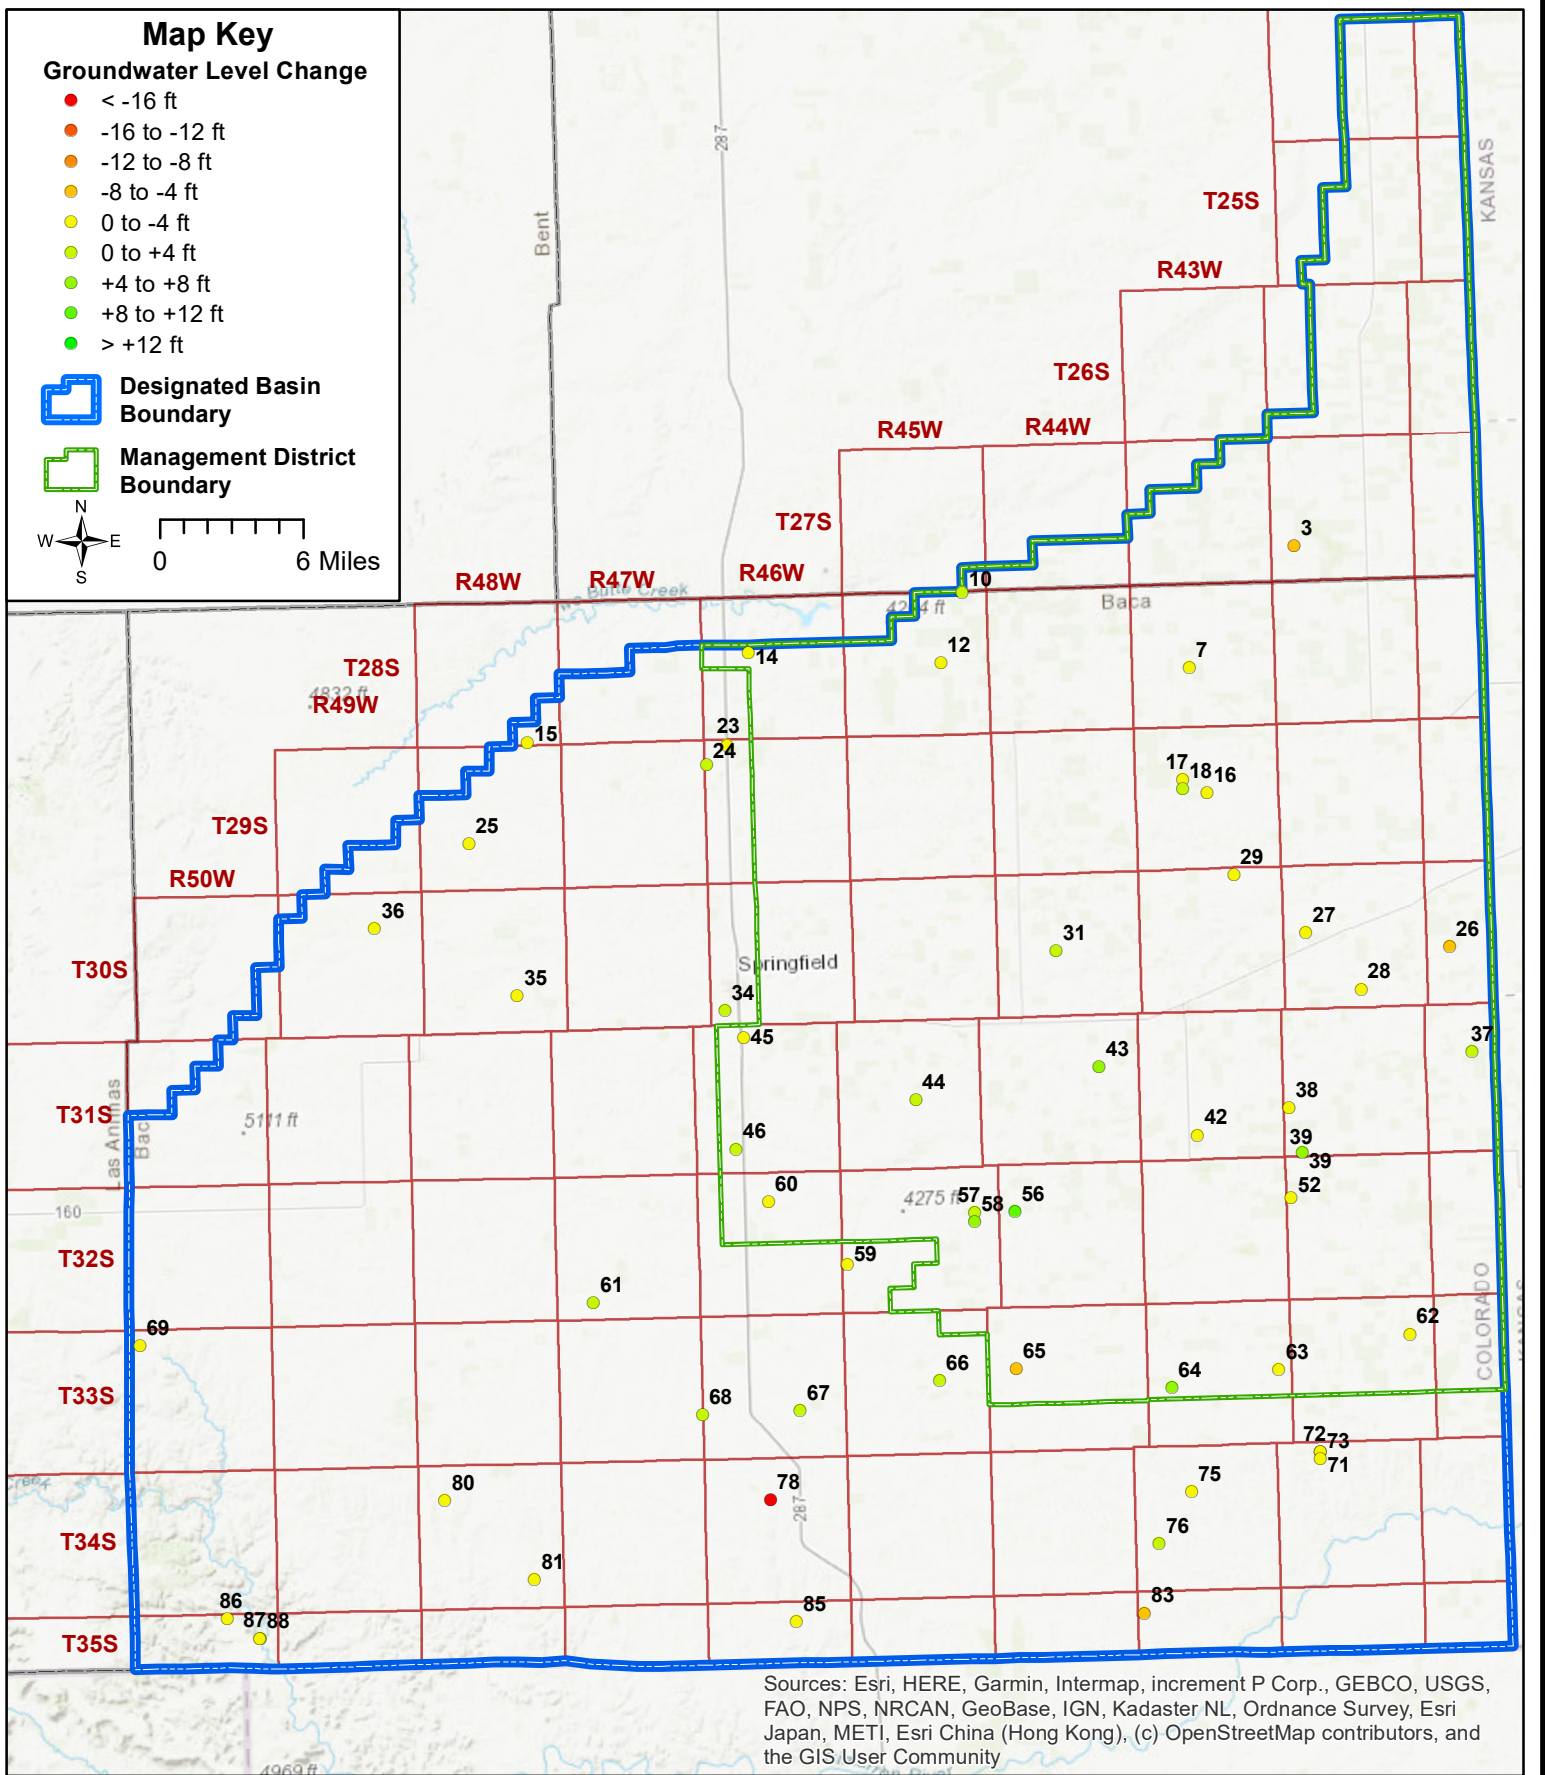 Map Key
Groundwater Level Change
< -16 ft
-16 to -12 ft
-12 to -8 ft
-8 to -4 ft
0 to -4 ft
0 to +4 ft
+4 to +8 ft
+8 to +12 ft
> +12 ft
Designated Basin
Boundary
Management District
Boundary
N
W E
S
0 6 Miles
287
Bent
KANSAS
T25S
R43W
T26S
R45W
R44W
T27S
3
R48W
R47W
R46W
Butte Creek
10
Baca
ft
12
7
14
T28S
4832 ft
R49W
15
23
24
17
18
16
T29S
25
29
R50W
36
27
26
31
T30S
Springfield
28
35
34
45
37
43
44
38
T31S
Las Animas
Baca
5111 ft
42
46
39
39
60
52
160
4275 ft
57
58
56
T32S
59
61
COLORADO
KANSAS
69
62
65
63
66
64
T33S
68
67
72
73
71
Creek
80
78
75
287
T34S
76
81
86
87
88
85
83
T35S
Sources: Esri, HERE, Garmin, Intermap, increment P Corp., GEBCO, USGS,
FAO, NPS, NRCAN, GeoBase, IGN, Kadaster NL, Ordnance Survey, Esri
Japan, METI, Esri China (Hong Kong), (c) OpenStreetMap contributors, and
the GIS User Community
4969 ft
River